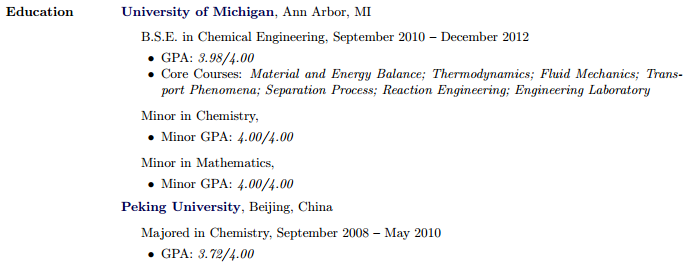 Education University of Michigan, Ann Arbor, MI
B.S.E. in Chemical Engineering, September 2010 – December 2012
• GPA: 3.98/4.00
• Core Courses: Material and Energy Balance; Thermodynamics; Fluid Mechanics; Trans-
port Phenomena; Separation Process; Reaction Engineering; Engineering Laboratory
Minor in Chemistry,
• Minor GPA: 4.00/4.00
Minor in Mathematics,
• Minor GPA: 4.00/4.00
Peking University, Beijing, China
Majored in Chemistry, September 2008 – May 2010
• GPA: 3.72/4.00